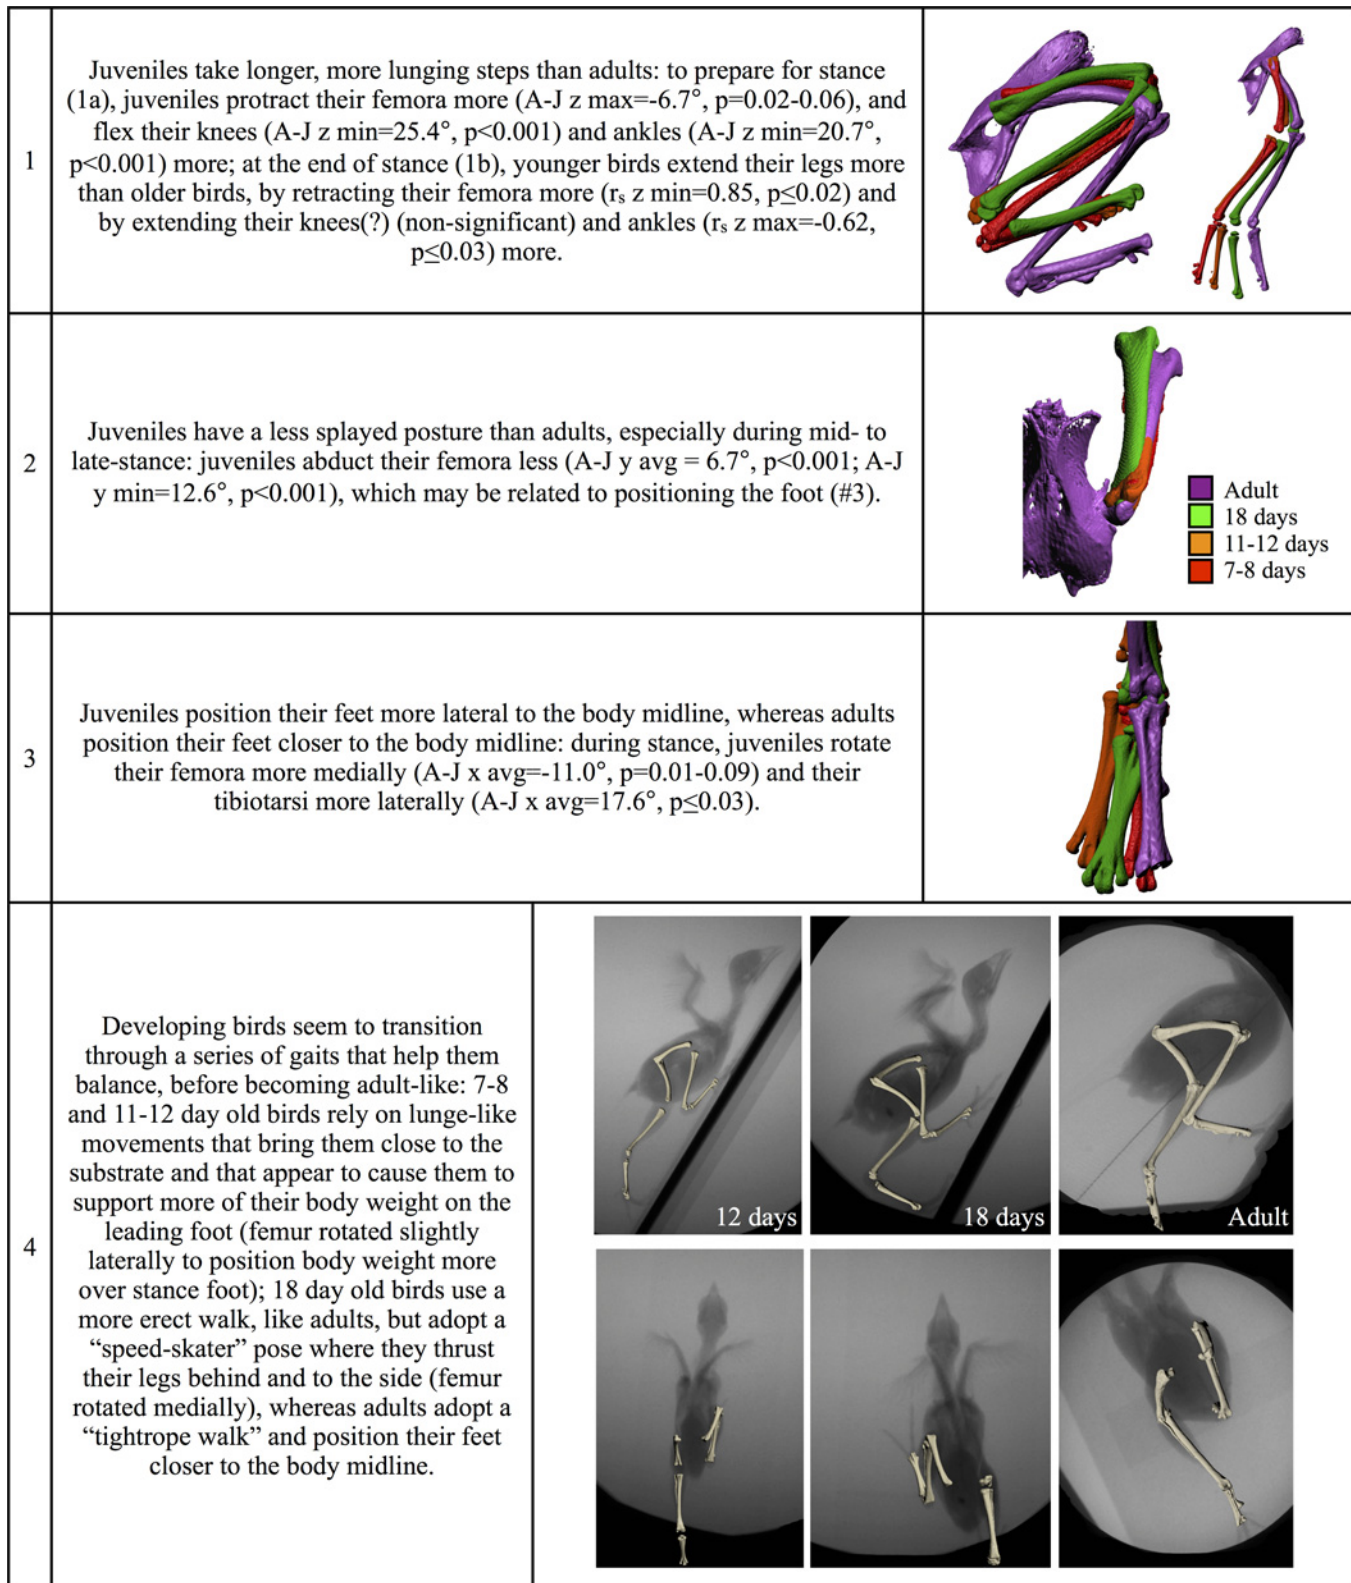 1
Juveniles take longer, more lunging steps than adults: to prepare for stance
(1a), juveniles protract their femora more (A-J z max=-6.7°, p=0.02-0.06), and
flex their knees (A-J z min=25.4°, p<0.001) and ankles (A-J z min=20.7°,
p<0.001) more; at the end of stance (1b), younger birds extend their legs more
than older birds, by retracting their femora more (rs z min=0.85, p≤0.02) and
by extending their knees(?) (non-significant) and ankles (rs z max=-0.62,
p≤0.03) more.
2
Juveniles have a less splayed posture than adults, especially during mid- to
late-stance: juveniles abduct their femora less (A-J y avg = 6.7°, p<0.001; A-J
y min=12.6°, p<0.001), which may be related to positioning the foot (#3).
Adult
18 days
11-12 days
7-8 days
3
Juveniles position their feet more lateral to the body midline, whereas adults
position their feet closer to the body midline: during stance, juveniles rotate
their femora more medially (A-J x avg=-11.0°, p=0.01-0.09) and their
tibiotarsi more laterally (A-J x avg=17.6°, p≤0.03).
4
Developing birds seem to transition
through a series of gaits that help them
balance, before becoming adult-like: 7-8
and 11-12 day old birds rely on lunge-like
movements that bring them close to the
substrate and that appear to cause them to
support more of their body weight on the
leading foot (femur rotated slightly
laterally to position body weight more
over stance foot); 18 day old birds use a
more erect walk, like adults, but adopt a
“speed-skater” pose where they thrust
their legs behind and to the side (femur
rotated medially), whereas adults adopt a
“tightrope walk” and position their feet
closer to the body midline.
12 days
18 days
Adult